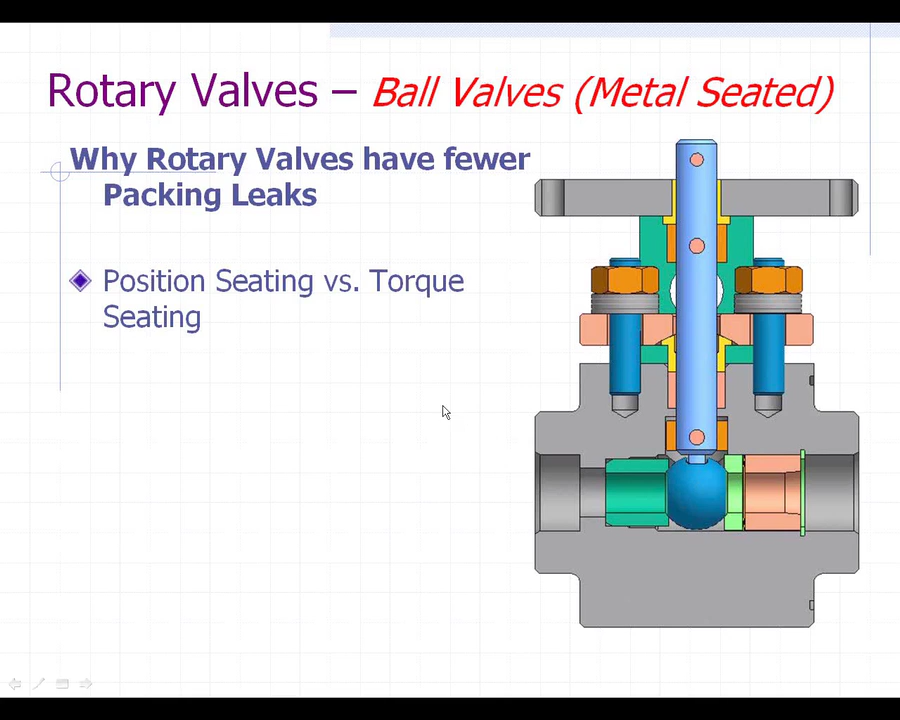 Rotary Valves – Ball Valves (Metal Seated)
Why Rotary Valves have fewer
Packing Leaks
Position Seating vs. Torque
Seating